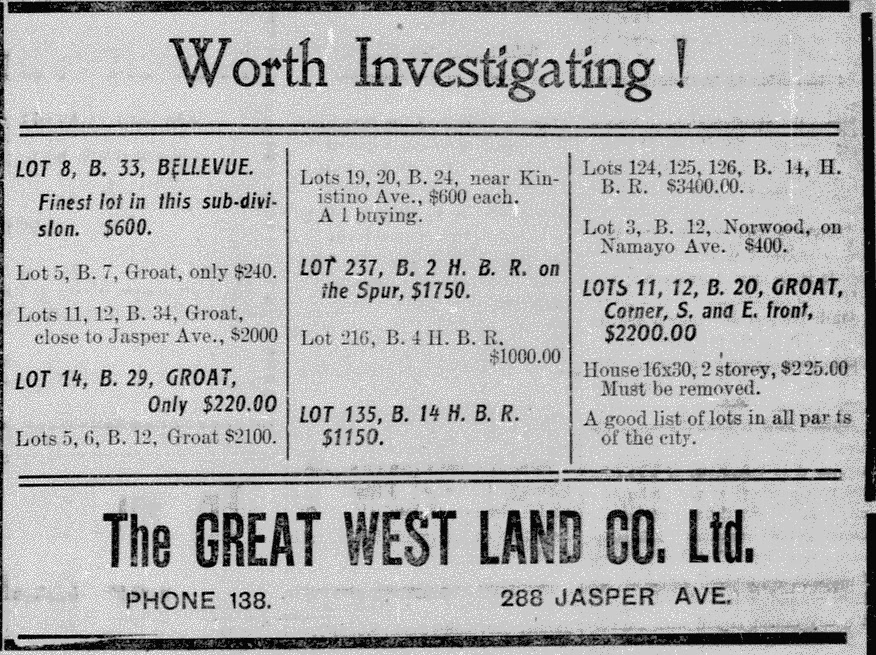 Worth Investigating !
LOT 8, B. 33, BELLEVUE.
Finest lot in this sub-divi-
sion. $600.
Lot 5, B. 7, Groat, only $240.
Lots 11, 12, B. 34, Groat,
close to Jasper Ave., $2000
LOT 14, B. 29, GROAT,
Only $220.00
Lots 5, 6, B. 12, Groat $2100.
Lots 19, 20, B. 24, near Kin-
istino Ave., $600 each.
A 1 buying.
LOT 237, B. 2 H. B. R. on
the Spur, $1750.
Lot 216, B. 4 H. B. R.
$1000.00
LOT 135, B. 14 H. B. R.
$1150.
Lots 124, 125, 126, B. 14, H.
B. R. $3400.00.
Lot 3, B. 12, Norwood, on
Namayo Ave. $400.
LOTS 11, 12, B. 20, GROAT,
Corner, S. and E. front,
$2200.00
House 16x30, 2 storey, $225.00
Must be removed.
A good list of lots in all par ts
of the city.
The GREAT WEST LAND CO. Ltd.
PHONE 138. 288 JASPER AVE.